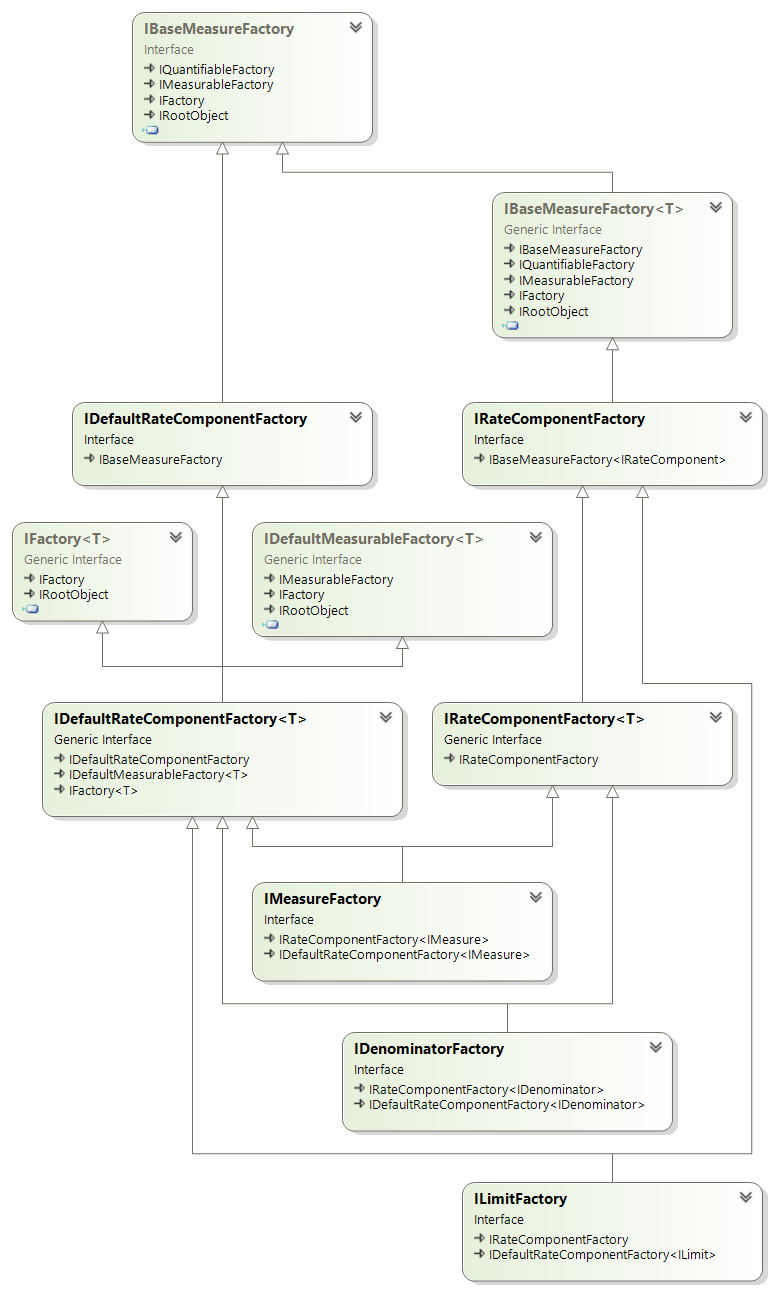 IBaseMeasureFactory
Interface
IQuantifiableFactory
IMeasurableFactory
IFactory
IRootObject
IBaseMeasureFactory<T>
Generic Interface
IBaseMeasureFactory
IQuantifiableFactory
IMeasurableFactory
IFactory
IRootObject
IDefaultRateComponentFactory
Interface
IBaseMeasureFactory
IRateComponentFactory
Interface
IBaseMeasureFactory<IRateComponent>
IFactory<T>
Generic Interface
IFactory
IRootObject
IDefaultMeasurableFactory<T>
Generic Interface
IMeasurableFactory
IFactory
IRootObject
IDefaultRateComponentFactory<T>
Generic Interface
IDefaultRateComponentFactory
IDefaultMeasurableFactory<T>
IFactory<T>
IRateComponentFactory<T>
Generic Interface
IRateComponentFactory
IMeasureFactory
Interface
IRateComponentFactory<IMeasure>
IDefaultRateComponentFactory<IMeasure>
IDenominatorFactory
Interface
IRateComponentFactory<IDenominator>
IDefaultRateComponentFactory<IDenominator>
ILimitFactory
Interface
IRateComponentFactory
IDefaultRateComponentFactory<ILimit>